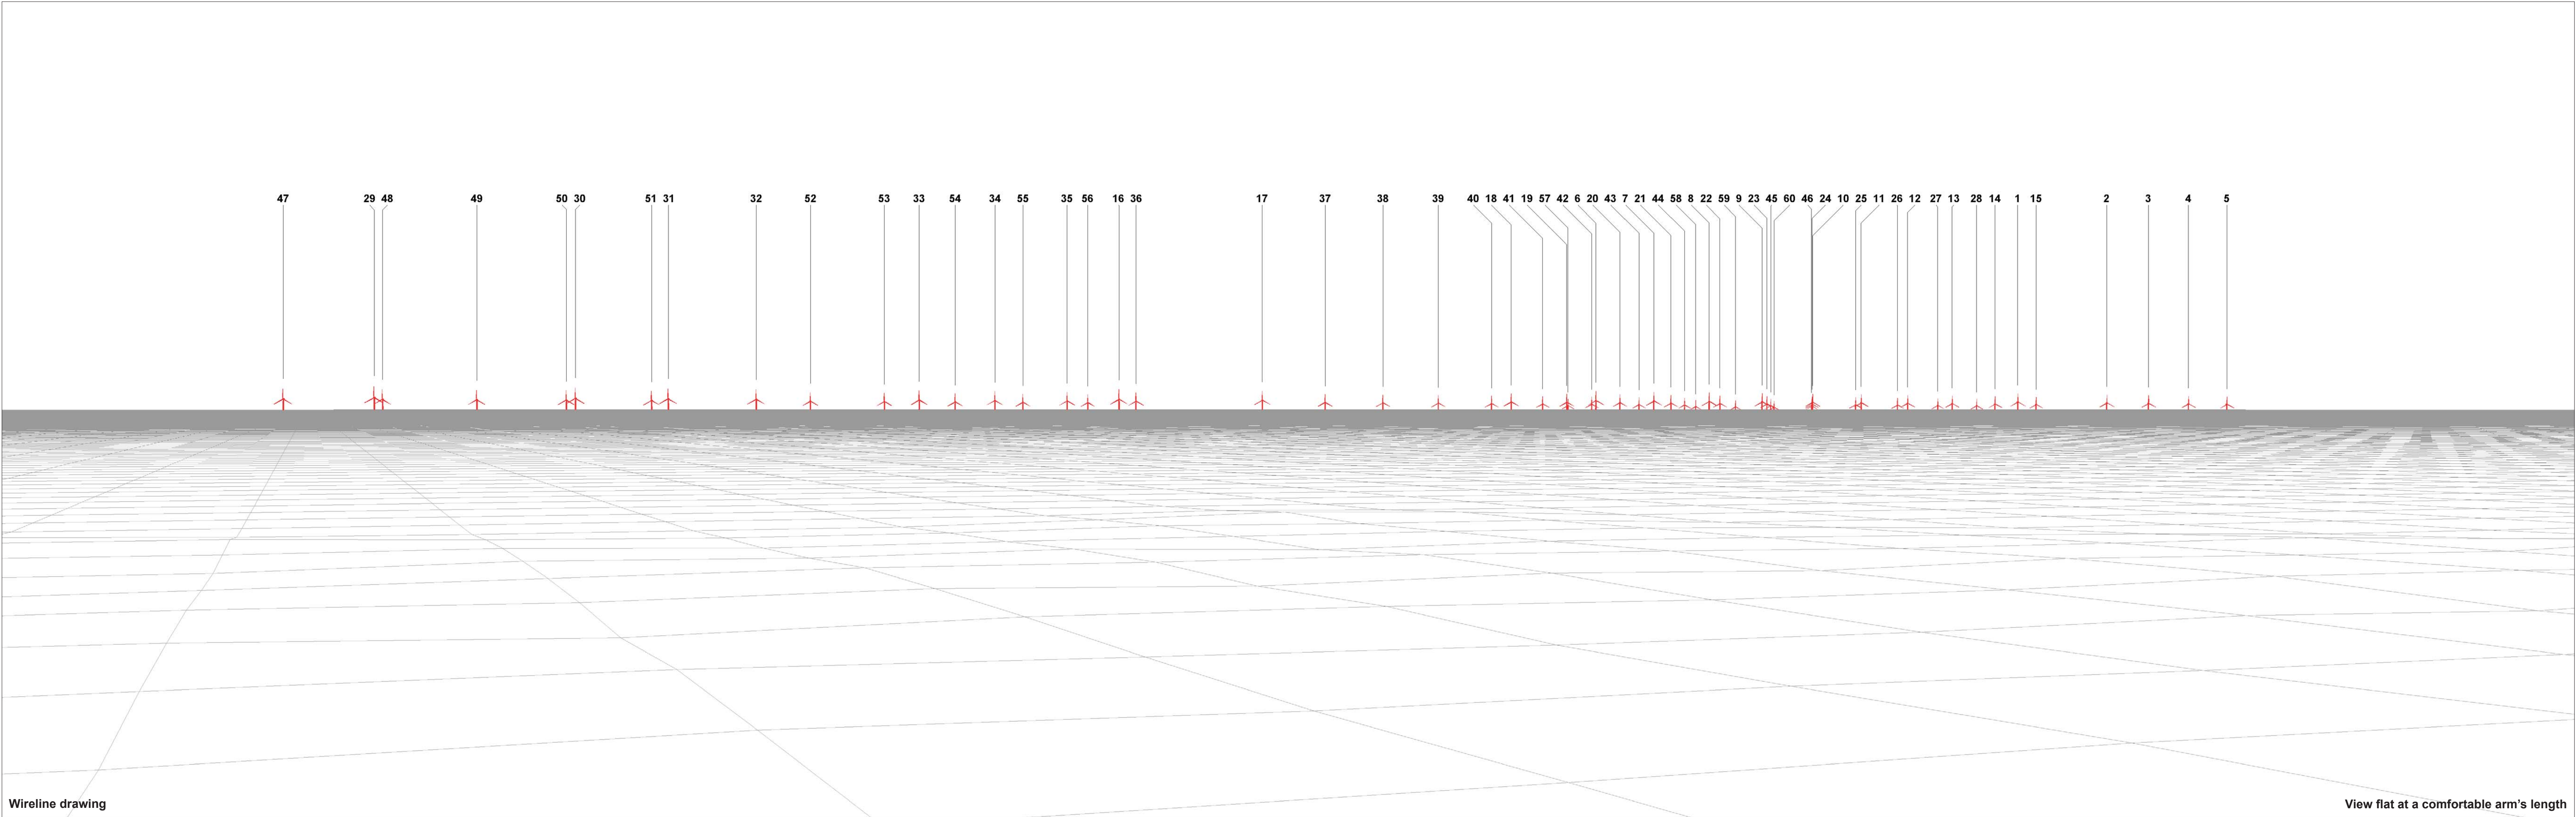 47 29 48 49 50 30 51 31 32 52 53 33 54 34 55 35 56 16 36 17 37 38 39 40 18 41 19 57 42 6 20 43 7 21 44 58 8 22 59 9 23 45 60 46 24 10 25 11 26 12 27 13 28 14 1 15 2 3 4 5
Wireline drawing
View flat at a comfortable arm’s length